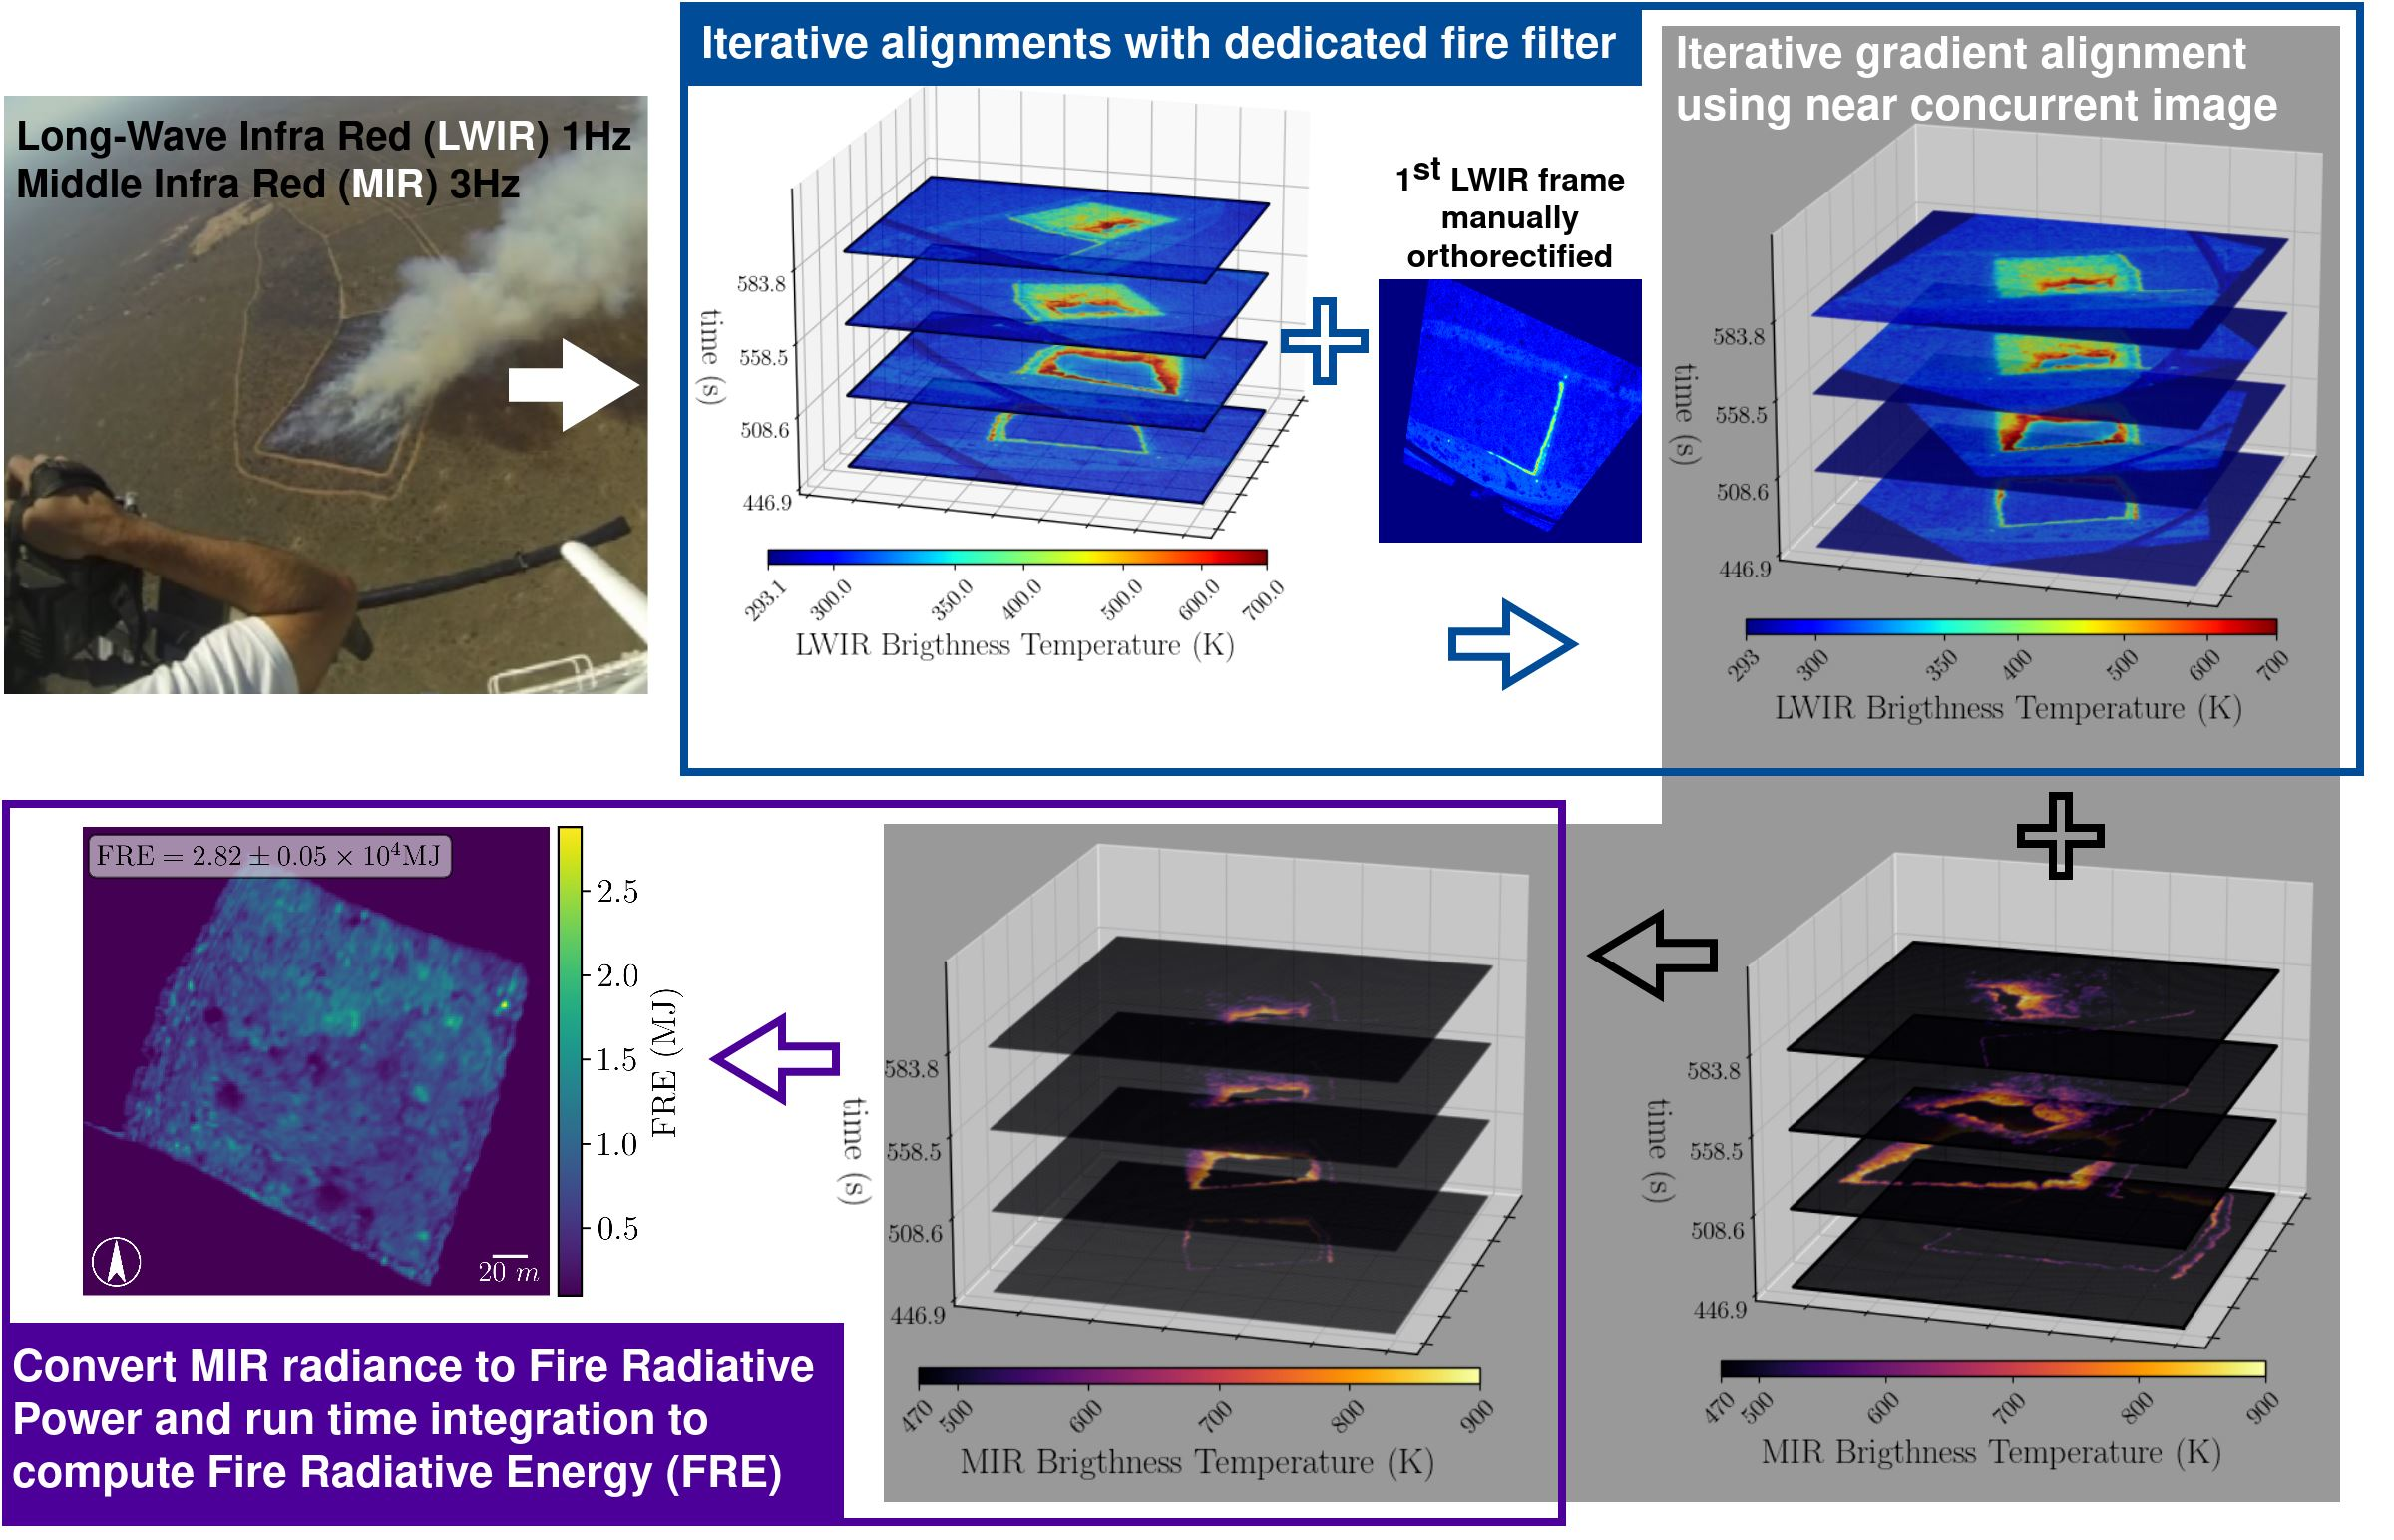 Iterative alignments with dedicated fire filter
Iterative gradient alignment
using near concurrent image
Long-Wave Infra Red (LWIR) 1Hz
Middle Infra Red (MIR) 3Hz
583.8
558.5
508.6
446.9
time (s)
293.1 300.0 350.0 400.0 500.0 600.0 700.0
LWIR Brigthness Temperature (K)
1st LWIR frame
manually
orthorectified
583.8
558.5
508.6
446.9
time (s)
293 300 350 400 500 600 700
LWIR Brigthness Temperature (K)
583.8
558.5
508.6
446.9
time (s)
470 500 600 700 800 900
MIR Brigthness Temperature (K)
583.8
558.5
508.6
446.9
time (s)
470 500 600 700 800 900
MIR Brigthness Temperature (K)
FRE = 2.82 ± 0.05 × 10⁴MJ
2.5
2.0
1.5
1.0
0.5
FRE (MJ)
20 m
Convert MIR radiance to Fire Radiative
Power and run time integration to
compute Fire Radiative Energy (FRE)